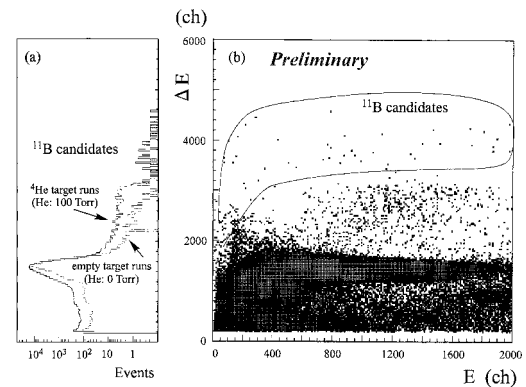 (ch)
6000
(a)
(b)
Preliminary
ΔE
¹¹B candidates
4000
¹¹B candidates
⁴He target runs
(He: 100 Torr)
2000
empty target runs
(He: 0 Torr)
0
10⁴ 10³ 10² 10 1
Events
0 400 800 1200 1600 2000
E (ch)